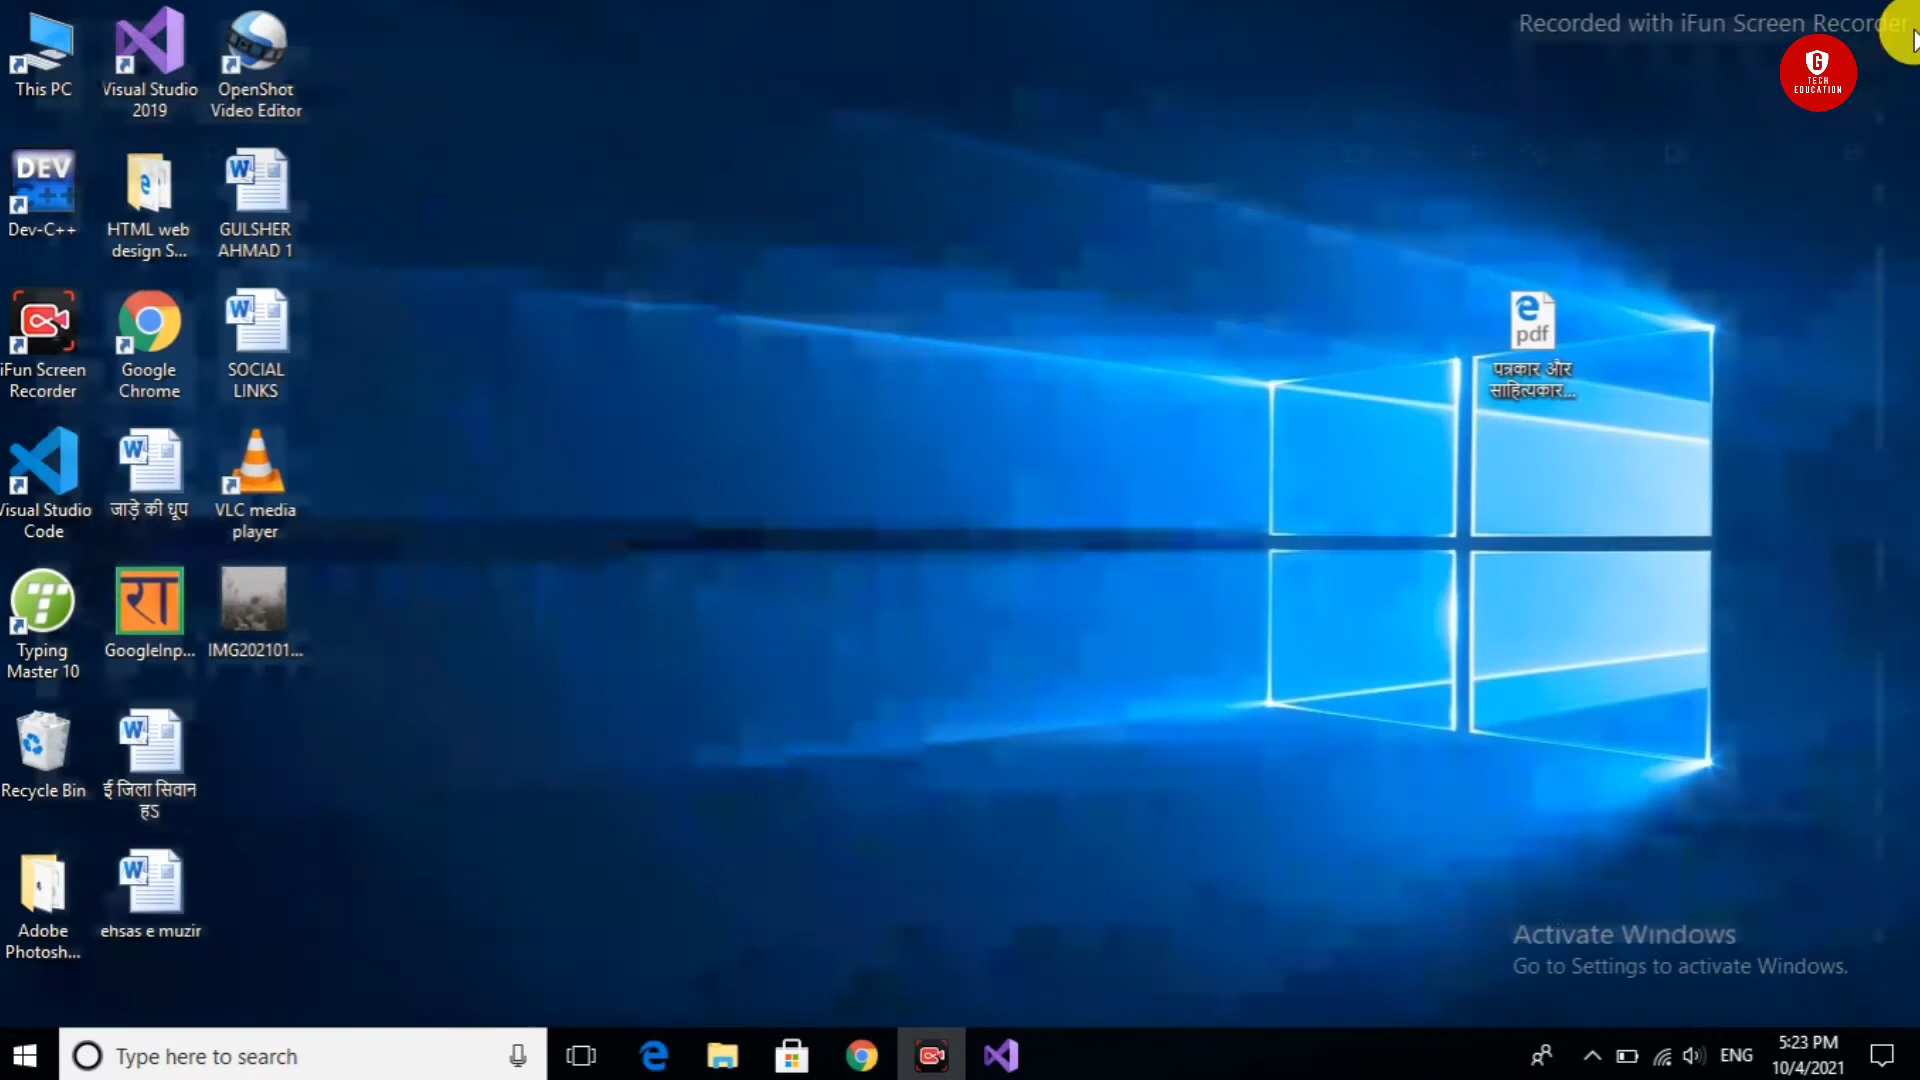 Recorded with iFun Screen Recorder
G
TECH
EDUCATION
This PC
Visual Studio
2019
OpenShot
Video Editor
DEV
C++
Dev-C++
HTML web
design S...
GULSHER
AHMAD 1
iFun Screen
Recorder
Google
Chrome
SOCIAL
LINKS
pdf
पत्रकार और
साहित्यकार...
Visual Studio
Code
जाड़े की धूप
VLC media
player
Typing
Master 10
रा
GoogleInp...
IMG202101...
Recycle Bin
ई जिला सिवान
हऽ
Adobe
Photosh...
ehsas e muzir
Activate Windows
Go to Settings to activate Windows.
Type here to search
ENG
5:23 PM
10/4/2021